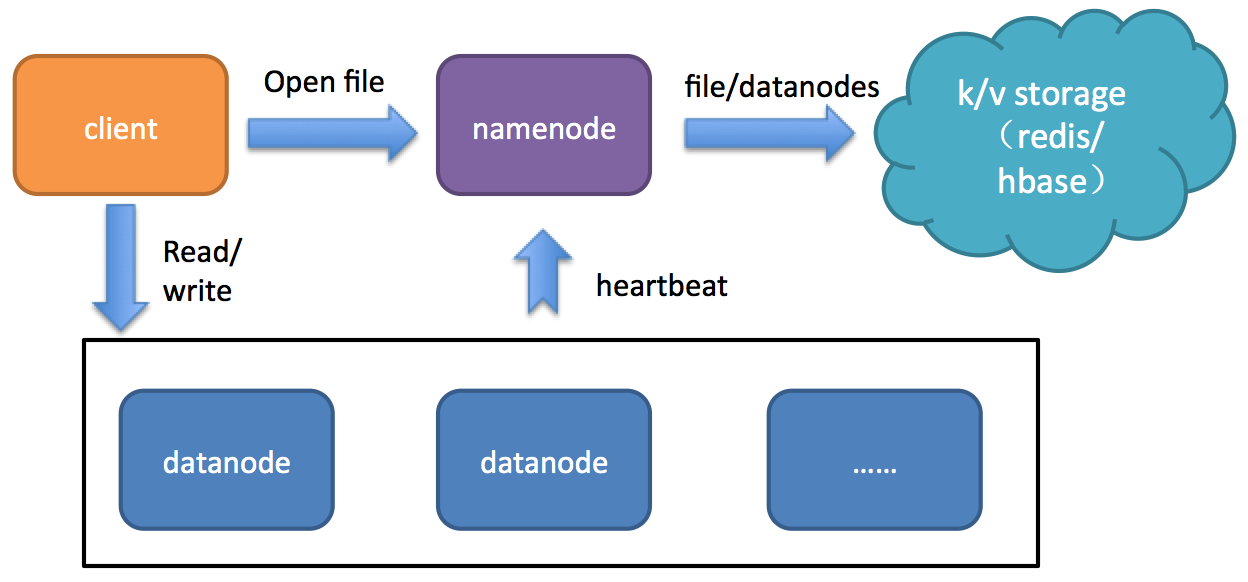 client
Open file
namenode
file/datanodes
k/v storage
（redis/
hbase）
Read/
write
heartbeat
datanode
datanode
……